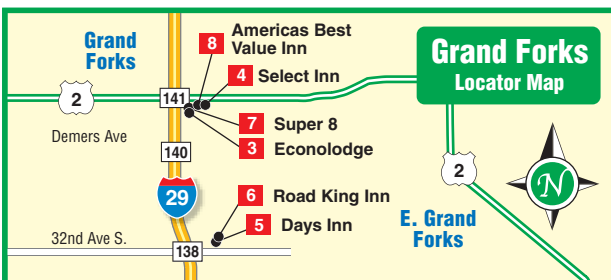 Grand
Forks
8 Americas Best
Value Inn
4 Select Inn
Grand Forks
Locator Map
2
141
7 Super 8
3 Econolodge
Demers Ave
140
2
N
29
6 Road King Inn
5 Days Inn
E. Grand
Forks
32nd Ave S.
138